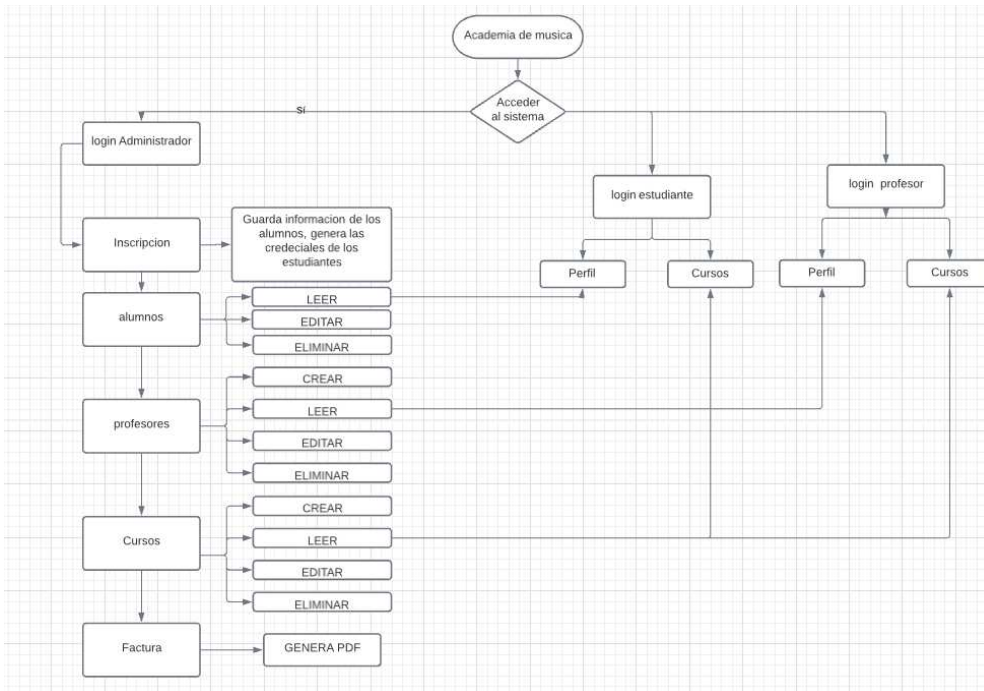 Academia de musica
Acceder
al sistema
Sí
login Administrador
login estudiante
login profesor
Inscripcion
Guarda informacion de los
alumnos, genera las
credeciales de los
estudiantes
Perfil
Cursos
Perfil
Cursos
alumnos
LEER
EDITAR
ELIMINAR
profesores
CREAR
LEER
EDITAR
ELIMINAR
Cursos
CREAR
LEER
EDITAR
ELIMINAR
Factura
GENERA PDF